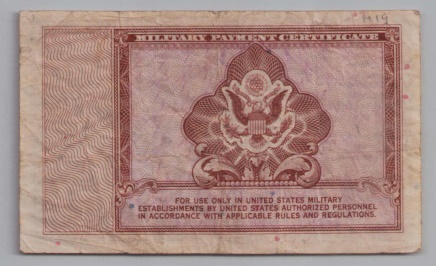 MILITARY PAYMENT CERTIFICATE
FOR USE ONLY IN UNITED STATES MILITARY
ESTABLISHMENTS BY UNITED STATES AUTHORIZED PERSONNEL
IN ACCORDANCE WITH APPLICABLE RULES AND REGULATIONS.